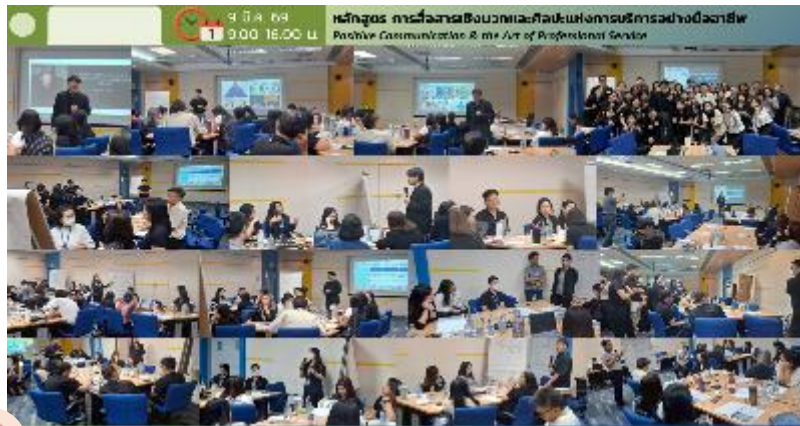 9 มี.ค. 69
1
9.00-16.00 น.
หลักสูตร การสื่อสารเชิงบวกและศิลปะแห่งการบริการอย่างมืออาชีพ
Positive Communication & the Art of Professional Service